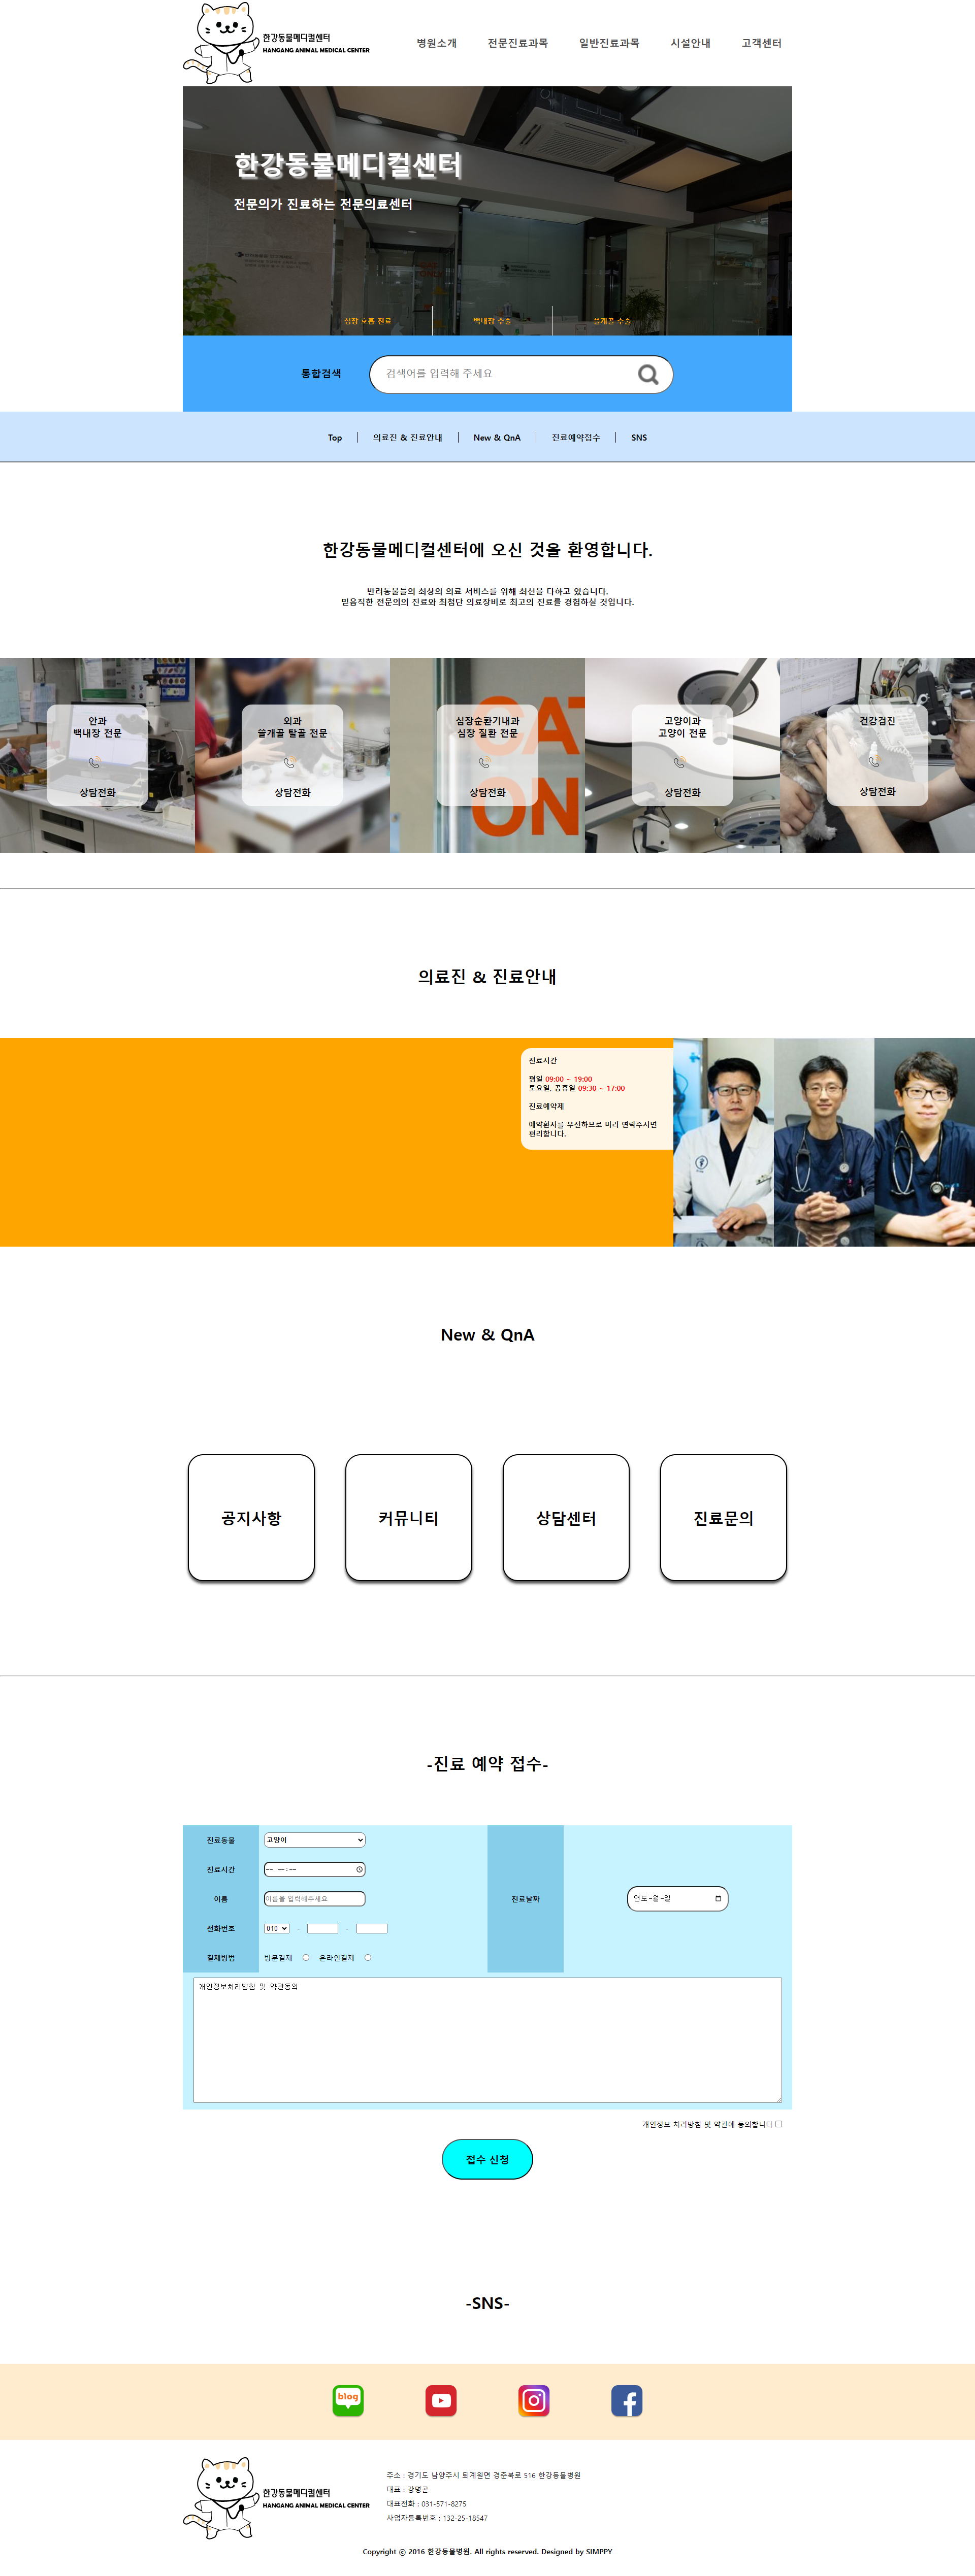 한강동물메디컬센터
HANGANG ANIMAL MEDICAL CENTER
병원소개
전문진료과목
일반진료과목
시설안내
고객센터
한강동물메디컬센터
전문의가 진료하는 전문의료센터
심장 호흡 진료
백내장 수술
쓸개골 수술
통합검색
검색어를 입력해 주세요
Top
의료진 & 진료안내
New & QnA
진료예약접수
SNS
한강동물메디컬센터에 오신 것을 환영합니다.
반려동물들의 최상의 의료 서비스를 위해 최선을 다하고 있습니다.
믿음직한 전문의의 진료와 최첨단 의료장비로 최고의 진료를 경험하실 것입니다.
안과
백내장 전문
상담전화
외과
쓸개골 탈골 전문
상담전화
CAT
ON
심장순환기내과
심장 질환 전문
상담전화
고양이과
고양이 전문
상담전화
건강검진
상담전화
의료진 & 진료안내
진료시간
평일 09:00 ~ 19:00
토요일, 공휴일 09:30 ~ 17:00
진료예약제
예약환자를 우선하므로 미리 연락주시면
편리합니다.
New & QnA
공지사항
커뮤니티
상담센터
진료문의
-진료 예약 접수-
진료동물
고양이
진료시간
-- --:--
이름
이름을 입력해주세요
전화번호
010 - -
결제방법
방문결제 온라인결제
진료날짜
연도-월-일
개인정보처리방침 및 약관동의
개인정보 처리방침 및 약관에 동의합니다
접수 신청
-SNS-
blog
한강동물메디컬센터
HANGANG ANIMAL MEDICAL CENTER
주소 : 경기도 남양주시 퇴계원면 경춘북로 516 한강동물병원
대표 : 강명곤
대표전화 : 031-571-8275
사업자등록번호 : 132-25-18547
Copyright ⓒ 2016 한강동물병원. All rights reserved. Designed by SIMPPY